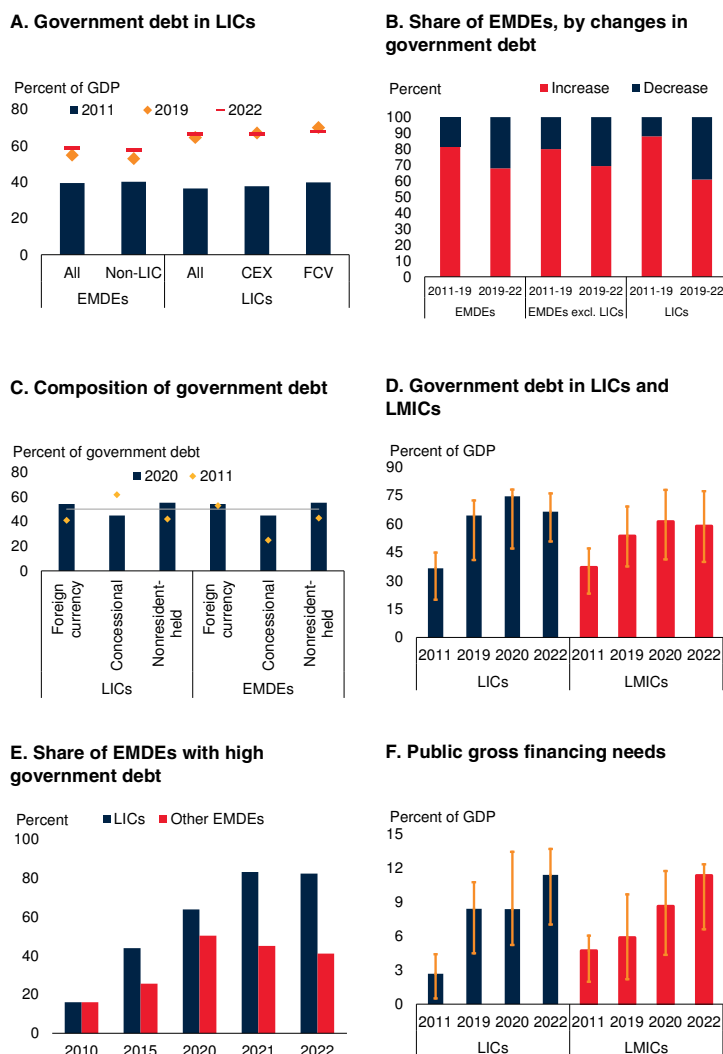 A. Government debt in LICs
Percent of GDP
80
2011
2019
2022
60
40
20
0
All
Non-LIC
All
CEX
FCV
EMDEs
LICs
B. Share of EMDEs, by changes in
government debt
Percent
Increase
Decrease
100
90
80
70
60
50
40
30
20
10
0
2011-19
2019-22
2011-19
2019-22
2011-19
2019-22
EMDEs
EMDEs excl. LICs
LICs
C. Composition of government debt
Percent of government debt
80
2020
2011
60
40
20
0
Foreign
currency
Concessional
Nonresident-
held
Foreign
currency
Concessional
Nonresident-
held
LICs
EMDEs
D. Government debt in LICs and
LMICs
Percent of GDP
90
75
60
45
30
15
0
2011 2019 2020 2022
2011 2019 2020 2022
LICs
LMICs
E. Share of EMDEs with high
government debt
Percent
LICs
Other EMDEs
100
80
60
40
20
0
2010
2015
2020
2021
2022
F. Public gross financing needs
Percent of GDP
15
12
9
6
3
0
2011 2019 2020 2022
2011 2019 2020 2022
LICs
LMICs